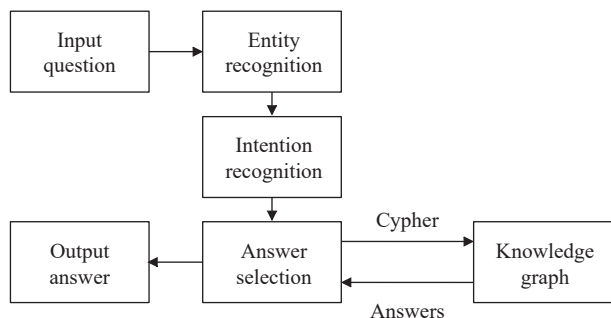 Input
question
Entity
recognition
Intention
recognition
Output
answer
Answer
selection
Cypher
Answers
Knowledge
graph